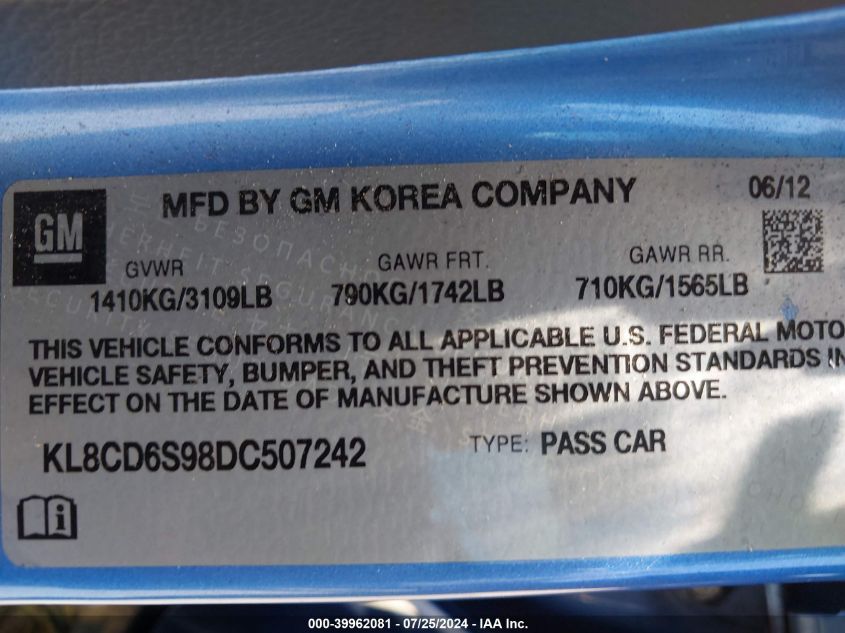 MFD BY GM KOREA COMPANY 06/12
GM
GVWR GAWR FRT. GAWR RR.
1410KG/3109LB 790KG/1742LB 710KG/1565LB
THIS VEHICLE CONFORMS TO ALL APPLICABLE U.S. FEDERAL MOTO
VEHICLE SAFETY, BUMPER, AND THEFT PREVENTION STANDARDS IN
EFFECT ON THE DATE OF MANUFACTURE SHOWN ABOVE.
KL8CD6S98DC507242 TYPE: PASS CAR
000-39962081 - 07/25/2024 - IAA Inc.